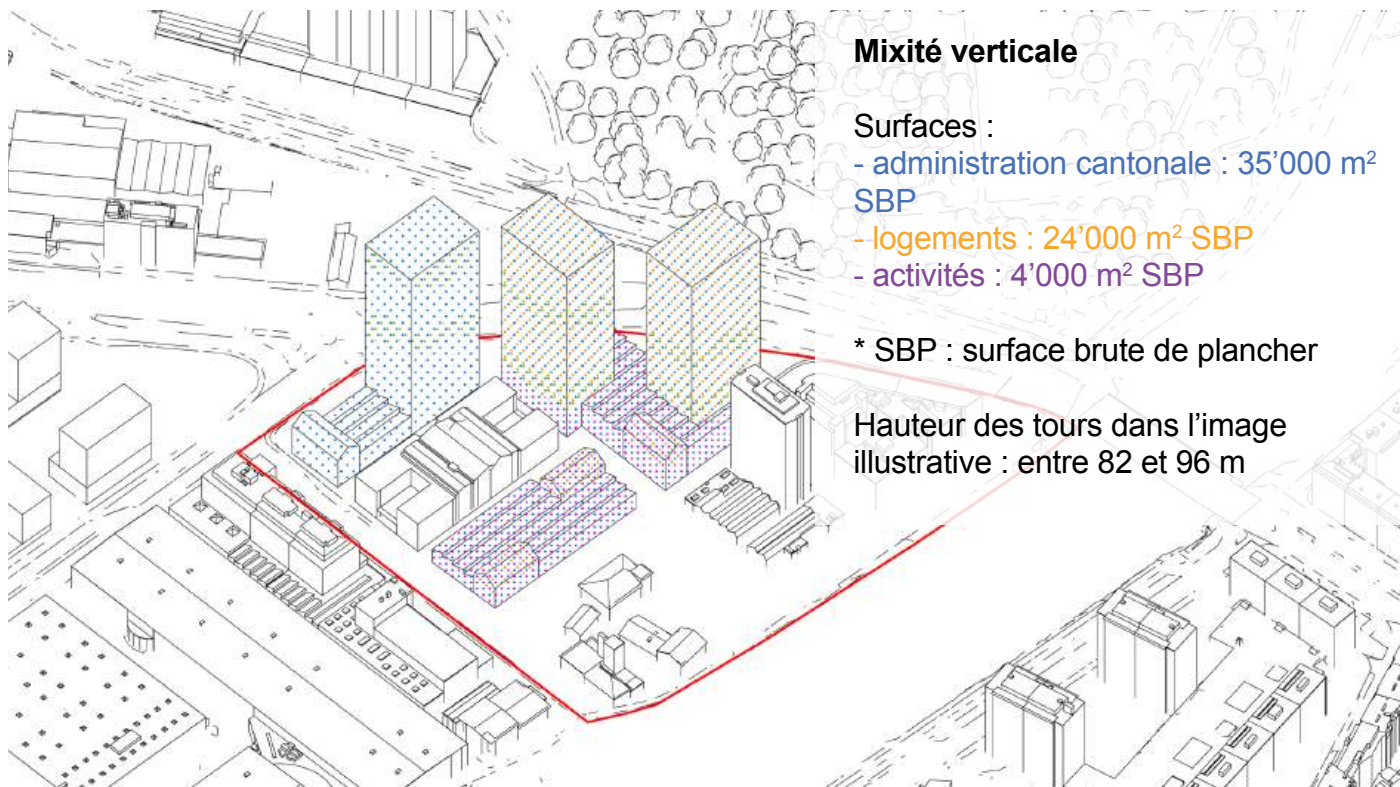 Mixité verticale
Surfaces :
- administration cantonale : 35’000 m²
SBP
- logements : 24’000 m² SBP
- activités : 4’000 m² SBP
* SBP : surface brute de plancher
Hauteur des tours dans l’image
illustrative : entre 82 et 96 m